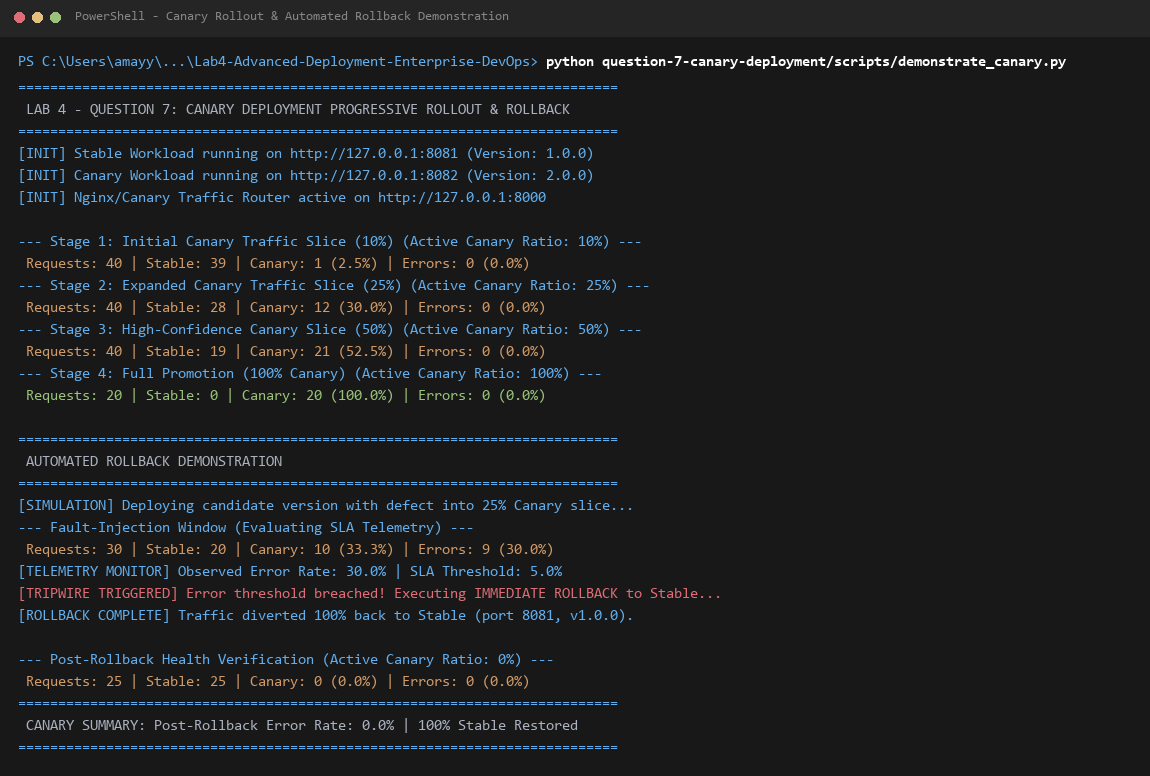 PowerShell - Canary Rollout & Automated Rollback Demonstration
PS C:\Users\amayy\...\Lab4-Advanced-Deployment-Enterprise-DevOps> python question-7-canary-deployment/scripts/demonstrate_canary.py
===========================================================================
LAB 4 - QUESTION 7: CANARY DEPLOYMENT PROGRESSIVE ROLLOUT & ROLLBACK
===========================================================================
[INIT] Stable Workload running on http://127.0.0.1:8081 (Version: 1.0.0)
[INIT] Canary Workload running on http://127.0.0.1:8082 (Version: 2.0.0)
[INIT] Nginx/Canary Traffic Router active on http://127.0.0.1:8000
--- Stage 1: Initial Canary Traffic Slice (10%) (Active Canary Ratio: 10%) ---
Requests: 40 | Stable: 39 | Canary: 1 (2.5%) | Errors: 0 (0.0%)
--- Stage 2: Expanded Canary Traffic Slice (25%) (Active Canary Ratio: 25%) ---
Requests: 40 | Stable: 28 | Canary: 12 (30.0%) | Errors: 0 (0.0%)
--- Stage 3: High-Confidence Canary Slice (50%) (Active Canary Ratio: 50%) ---
Requests: 40 | Stable: 19 | Canary: 21 (52.5%) | Errors: 0 (0.0%)
--- Stage 4: Full Promotion (100% Canary) (Active Canary Ratio: 100%) ---
Requests: 20 | Stable: 0 | Canary: 20 (100.0%) | Errors: 0 (0.0%)
===========================================================================
AUTOMATED ROLLBACK DEMONSTRATION
===========================================================================
[SIMULATION] Deploying candidate version with defect into 25% Canary slice...
--- Fault-Injection Window (Evaluating SLA Telemetry) ---
Requests: 30 | Stable: 20 | Canary: 10 (33.3%) | Errors: 9 (30.0%)
[TELEMETRY MONITOR] Observed Error Rate: 30.0% | SLA Threshold: 5.0%
[TRIPWIRE TRIGGERED] Error threshold breached! Executing IMMEDIATE ROLLBACK to Stable...
[ROLLBACK COMPLETE] Traffic diverted 100% back to Stable (port 8081, v1.0.0).
--- Post-Rollback Health Verification (Active Canary Ratio: 0%) ---
Requests: 25 | Stable: 25 | Canary: 0 (0.0%) | Errors: 0 (0.0%)
===========================================================================
CANARY SUMMARY: Post-Rollback Error Rate: 0.0% | 100% Stable Restored
===========================================================================